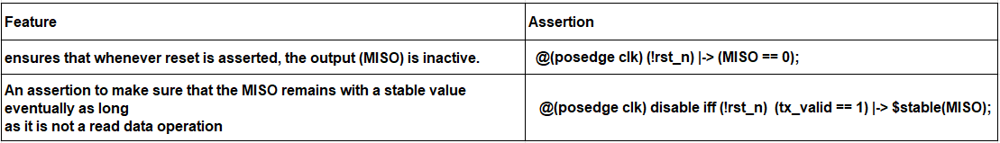 Feature
Assertion
ensures that whenever reset is asserted, the output (MISO) is inactive.
@(posedge clk) (!rst_n) |-> (MISO == 0);
An assertion to make sure that the MISO remains with a stable value
eventually as long
as it is not a read data operation
@(posedge clk) disable iff (!rst_n) (tx_valid == 1) |-> $stable(MISO);